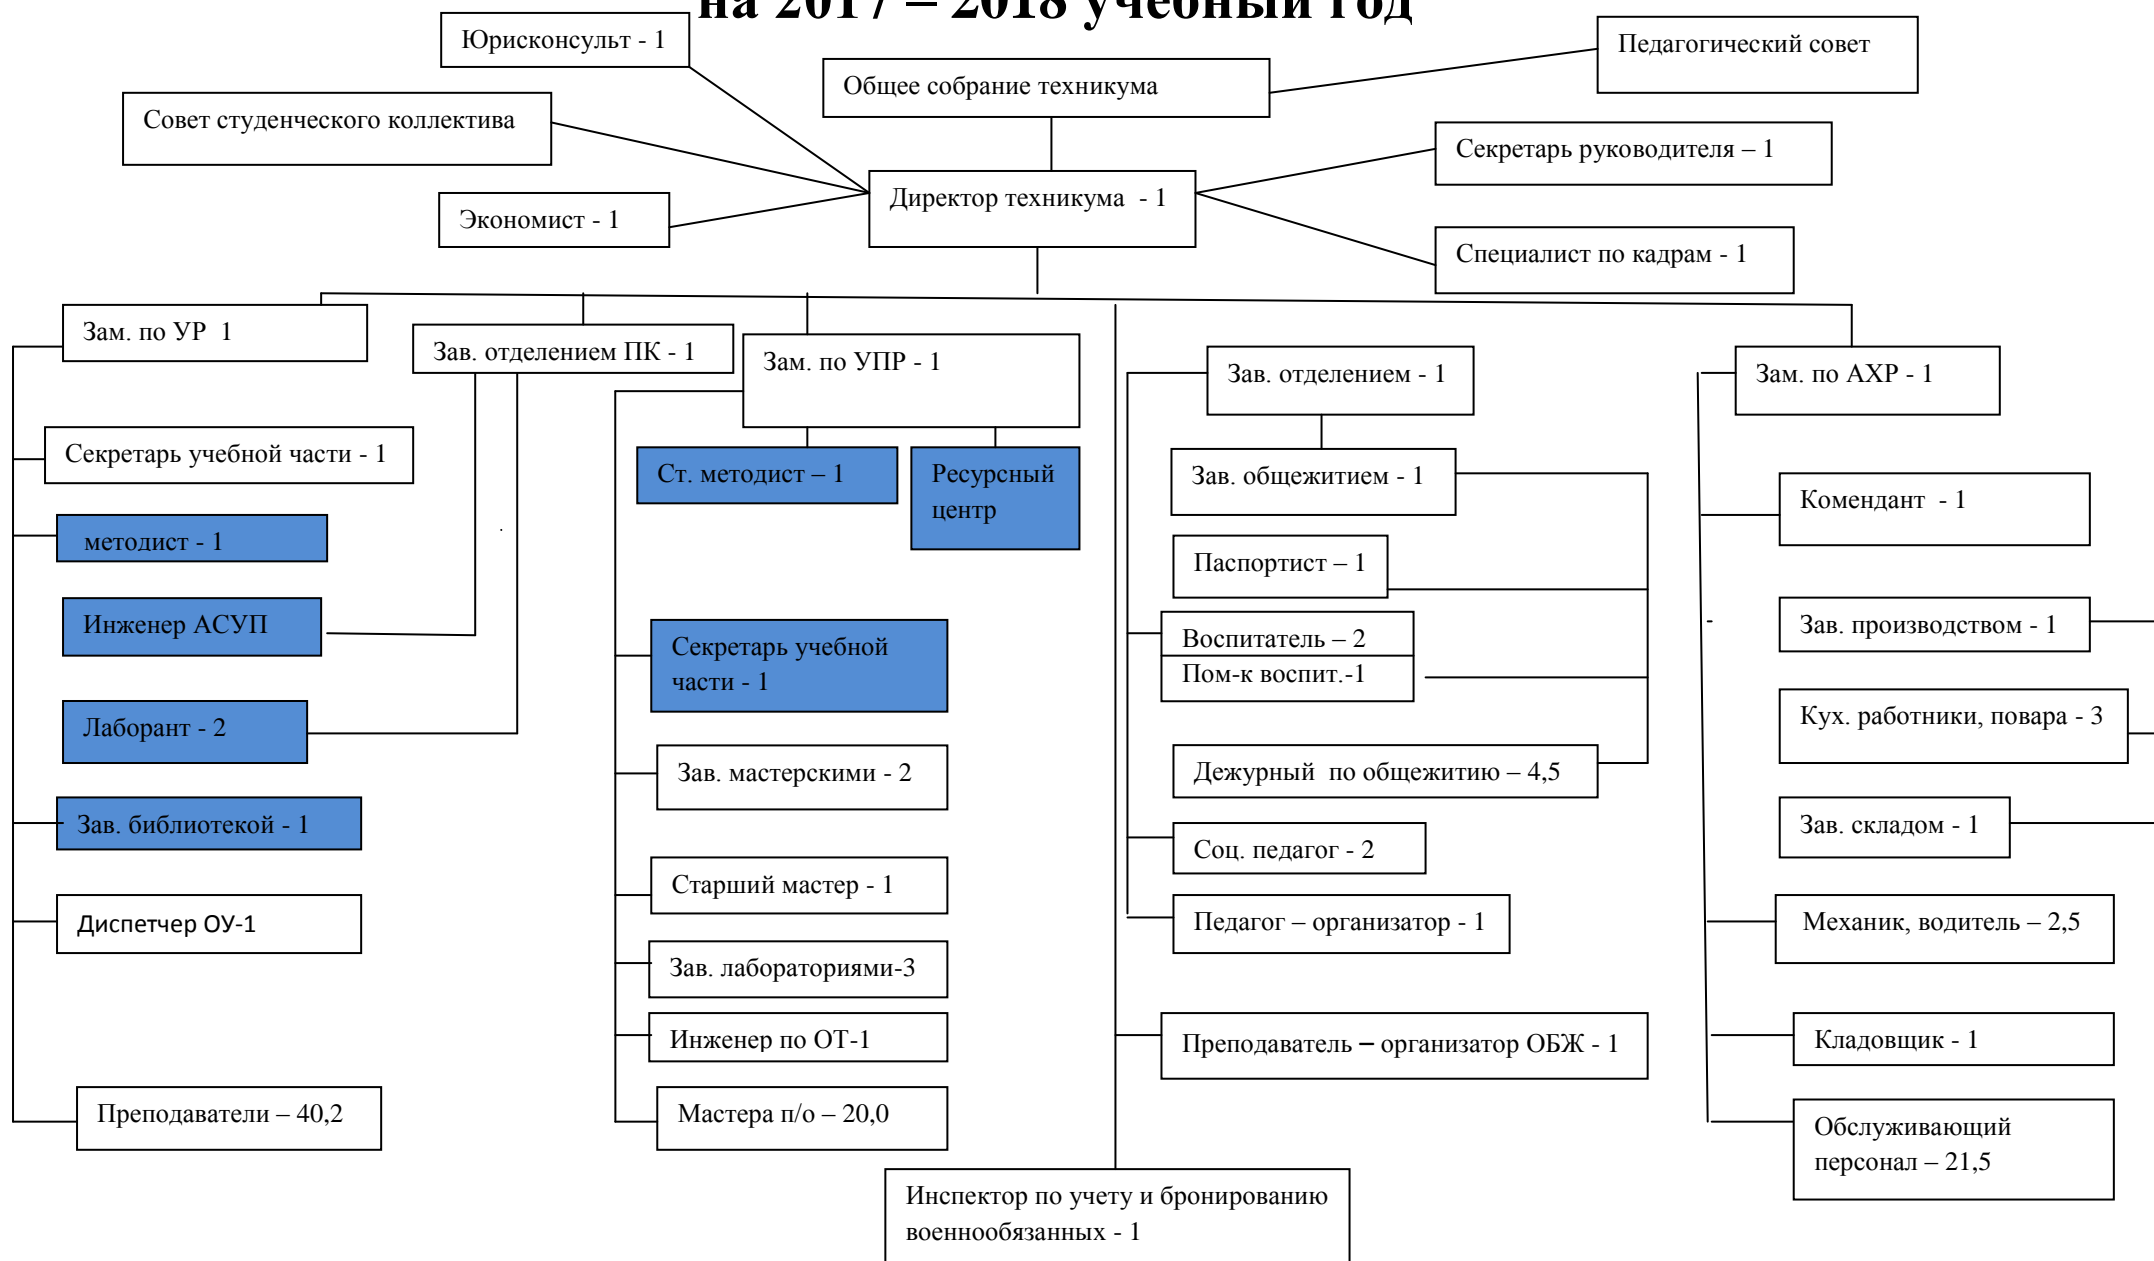 на 2017 – 2018 учебный год
Юрисконсульт - 1
Педагогический совет
Общее собрание техникума
Совет студенческого коллектива
Секретарь руководителя – 1
Директор техникума  - 1
Экономист - 1
Специалист по кадрам - 1
Зам. по УР  1
Зав. отделением ПК - 1
Зам. по УПР - 1
Зав. отделением - 1
Зам. по АХР - 1
Секретарь учебной части - 1
методист - 1
Инженер АСУП
Лаборант - 2
Зав. библиотекой - 1
Диспетчер ОУ-1
Преподаватели – 40,2
Ст. методист – 1
Ресурсный
центр
Секретарь учебной
части - 1
Зав. мастерскими - 2
Старший мастер - 1
Зав. лабораториями-3
Инженер по ОТ-1
Мастера п/о – 20,0
Зав. общежитием - 1
Паспортист – 1
Воспитатель – 2
Пом-к воспит.-1
Дежурный  по общежитию – 4,5
Соц. педагог - 2
Педагог – организатор - 1
Преподаватель – организатор ОБЖ - 1
Комендант  - 1
Зав. производством - 1
Кух. работники, повара - 3
Зав. складом - 1
Механик, водитель – 2,5
Кладовщик - 1
Обслуживающий
персонал – 21,5
Инспектор по учету и бронированию
военнообязанных - 1